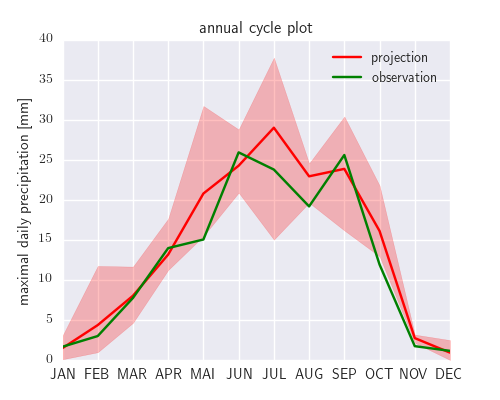 annual cycle plot
maximal daily precipitation [mm]
40
35
30
25
20
15
10
5
0
projection
observation
JAN FEB MAR APR MAI JUN JUL AUG SEP OCT NOV DEC